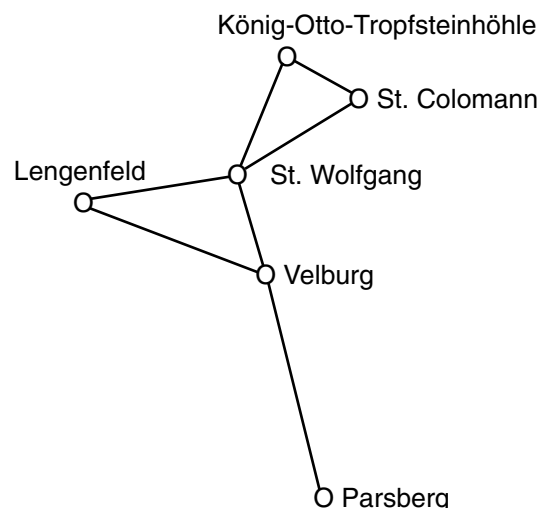 König-Otto-Tropfsteinhöhle
St. Colomann
Lengenfeld
St. Wolfgang
Velburg
Parsberg